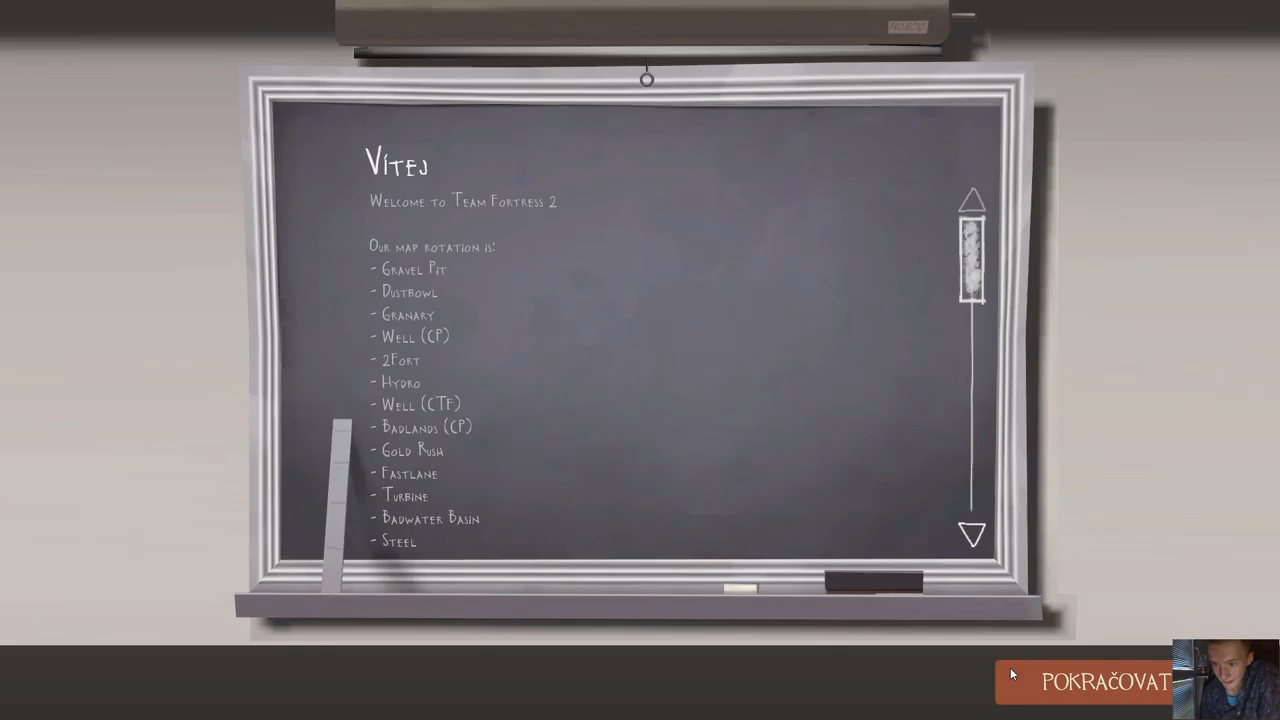 PROJECTO
Vítej
Welcome to Team Fortress 2
Our map rotation is:
- Gravel Pit
- Dustbowl
- Granary
- Well (CP)
- 2Fort
- Hydro
- Well (CTF)
- Badlands (CP)
- Gold Rush
- Fastlane
- Turbine
- Badwater Basin
- Steel
POKRAČOVAT